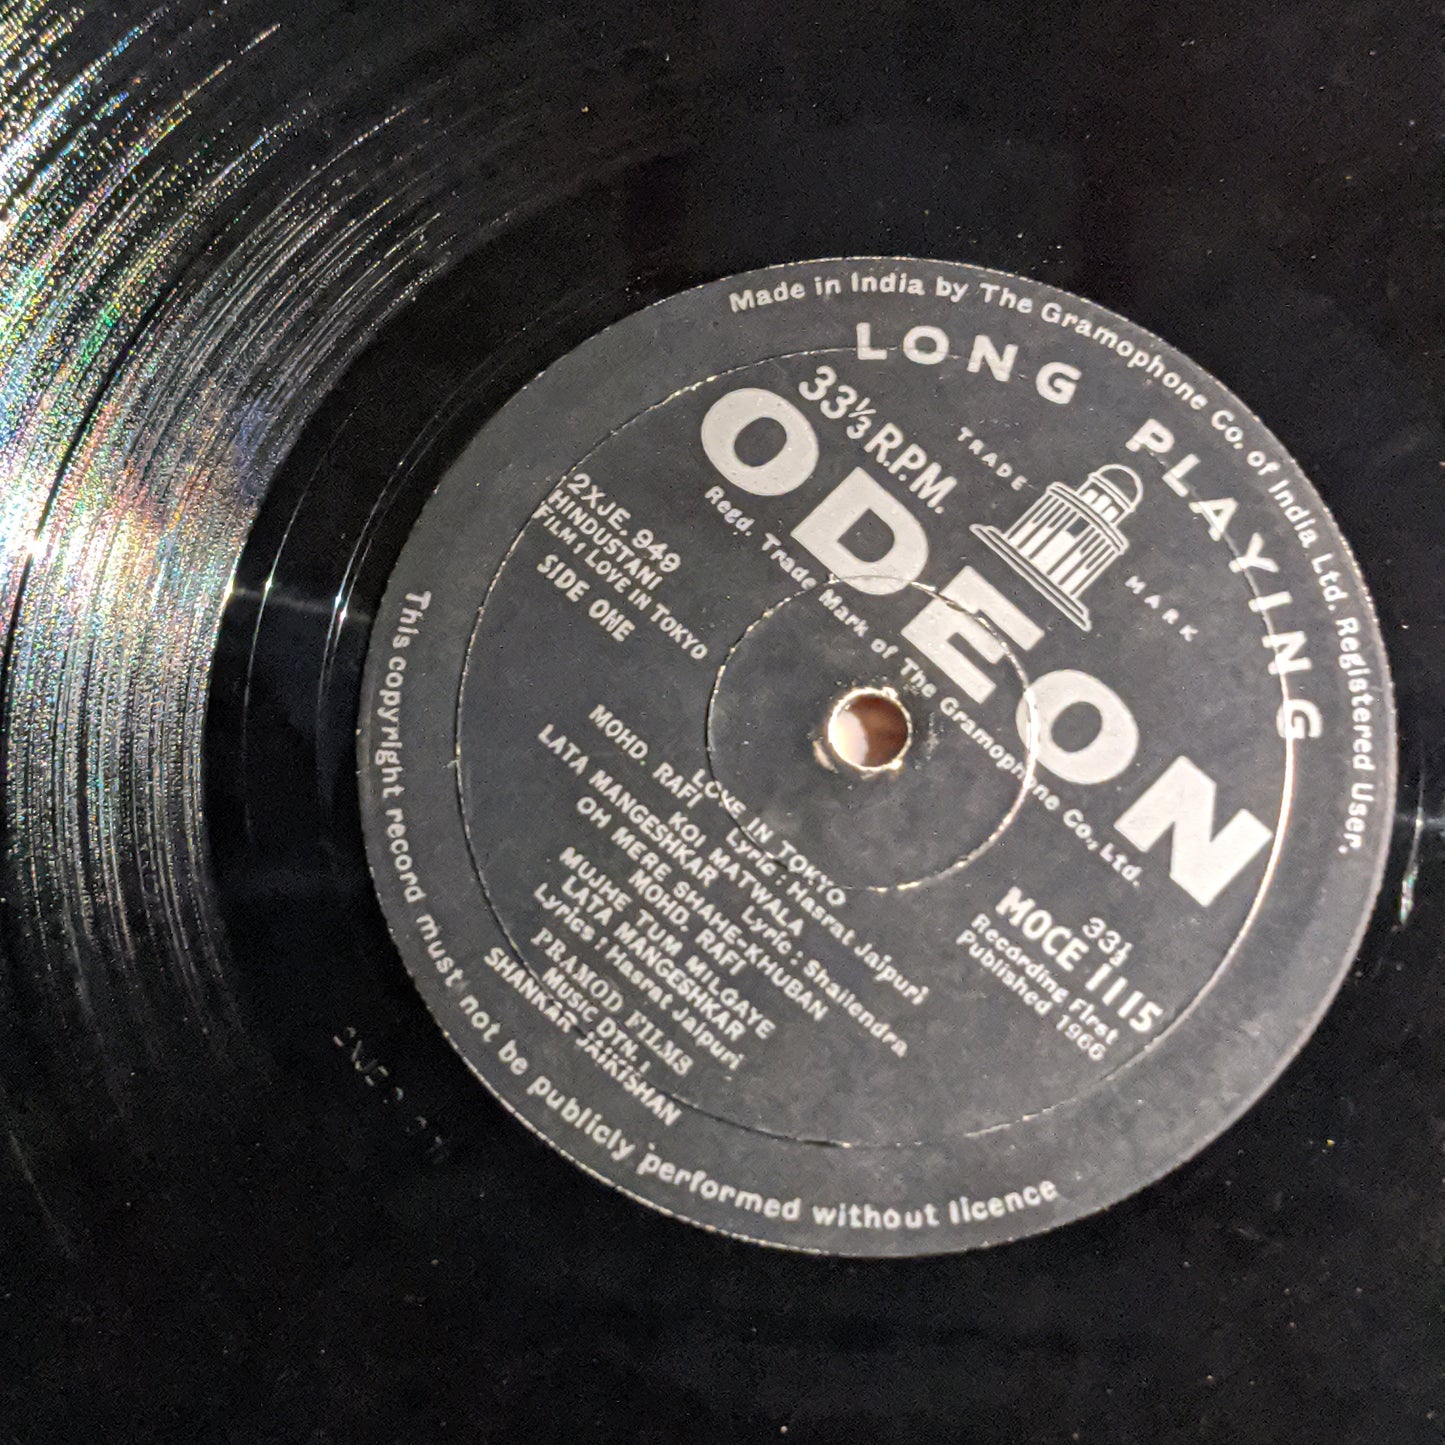 Made in India by The Gramophone Co. of India Ltd. Registered User.
LONG PLAYING
33⅓ R.P.M.
TRADE MARK
ODEON
Regd. Trade Mark of The Gramophone Co., Ltd.
2XJE. 949
HINDUSTANI
FILM : LOVE IN TOKYO
SIDE ONE
33⅓
MOCE 1115
Recording First
Published 1966
LOVE IN TOKYO
MOHD. RAFI Lyric : Hasrat Jaipuri
KOI MATWALA
LATA MANGESHKAR Lyric : Shailendra
OH MERE SHAHE-KHUBAN
MOHD. RAFI
MUJHE TUM MILGAYE
LATA MANGESHKAR
Lyrics : Hasrat Jaipuri
PRAMOD FILMS
MUSIC DTN. :
SHANKAR JAIKISHAN
This copyright record must not be publicly performed without licence